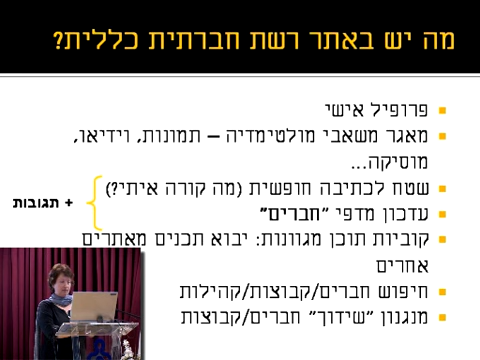 מה יש באתר רשת חברתית כללית?
פרופיל אישי
מאגר משאבי מולטימדיה – תמונות, וידיאו,
מוסיקה...
שטח לכתיבה חופשית (מה קורה איתי?)
עדכון מדפי "חברים"
+ תגובות
קוביות תוכן מגוונות: יבוא תכנים מאתרים
אחרים
חיפוש חברים/קבוצות/קהילות
מנגנון "שידוך" חברים/קבוצות